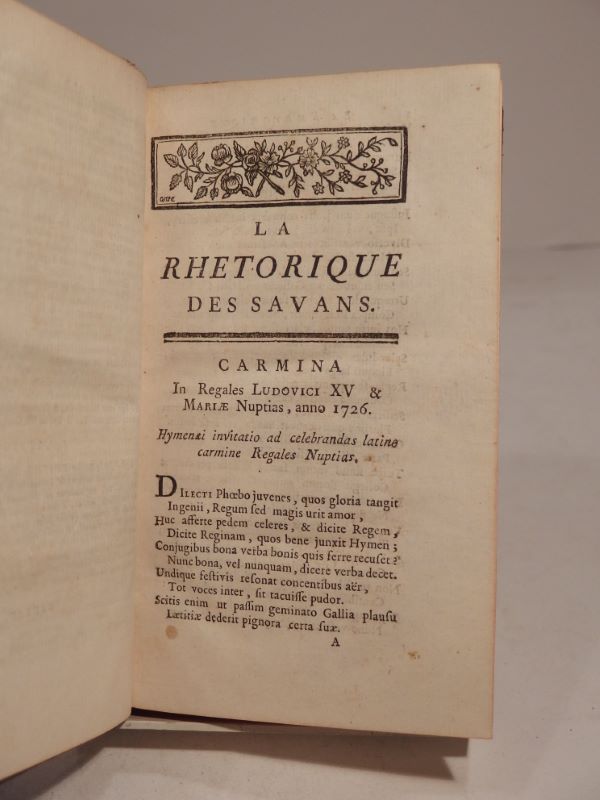 LA
RHETORIQUE
DES SAVANS.
CARMINA
In Regales LUDOVICI XV &
MARIÆ Nuptias, anno 1726.
Hymenæi invitatio ad celebrandas latino
carmine Regales Nuptias.
DILECTI Phœbo juvenes, quos gloria tangit
Ingenii, Regum ſed magis urit amor,
Huc afferte pedem celeres, & dicite Regem,
Dicite Reginam, quos bene junxit Hymen;
Conjugibus bona verba bonis quis ferre recuſet?
Nunc bona, vel nunquam, dicere verba decet.
Undique feſtivis reſonat concentibus aër,
Tot voces inter, ſit tacuiſſe pudor.
Scitis enim ut paſſim geminato Gallia plauſu
Lætitiæ dederit pignora certa ſuæ.
A